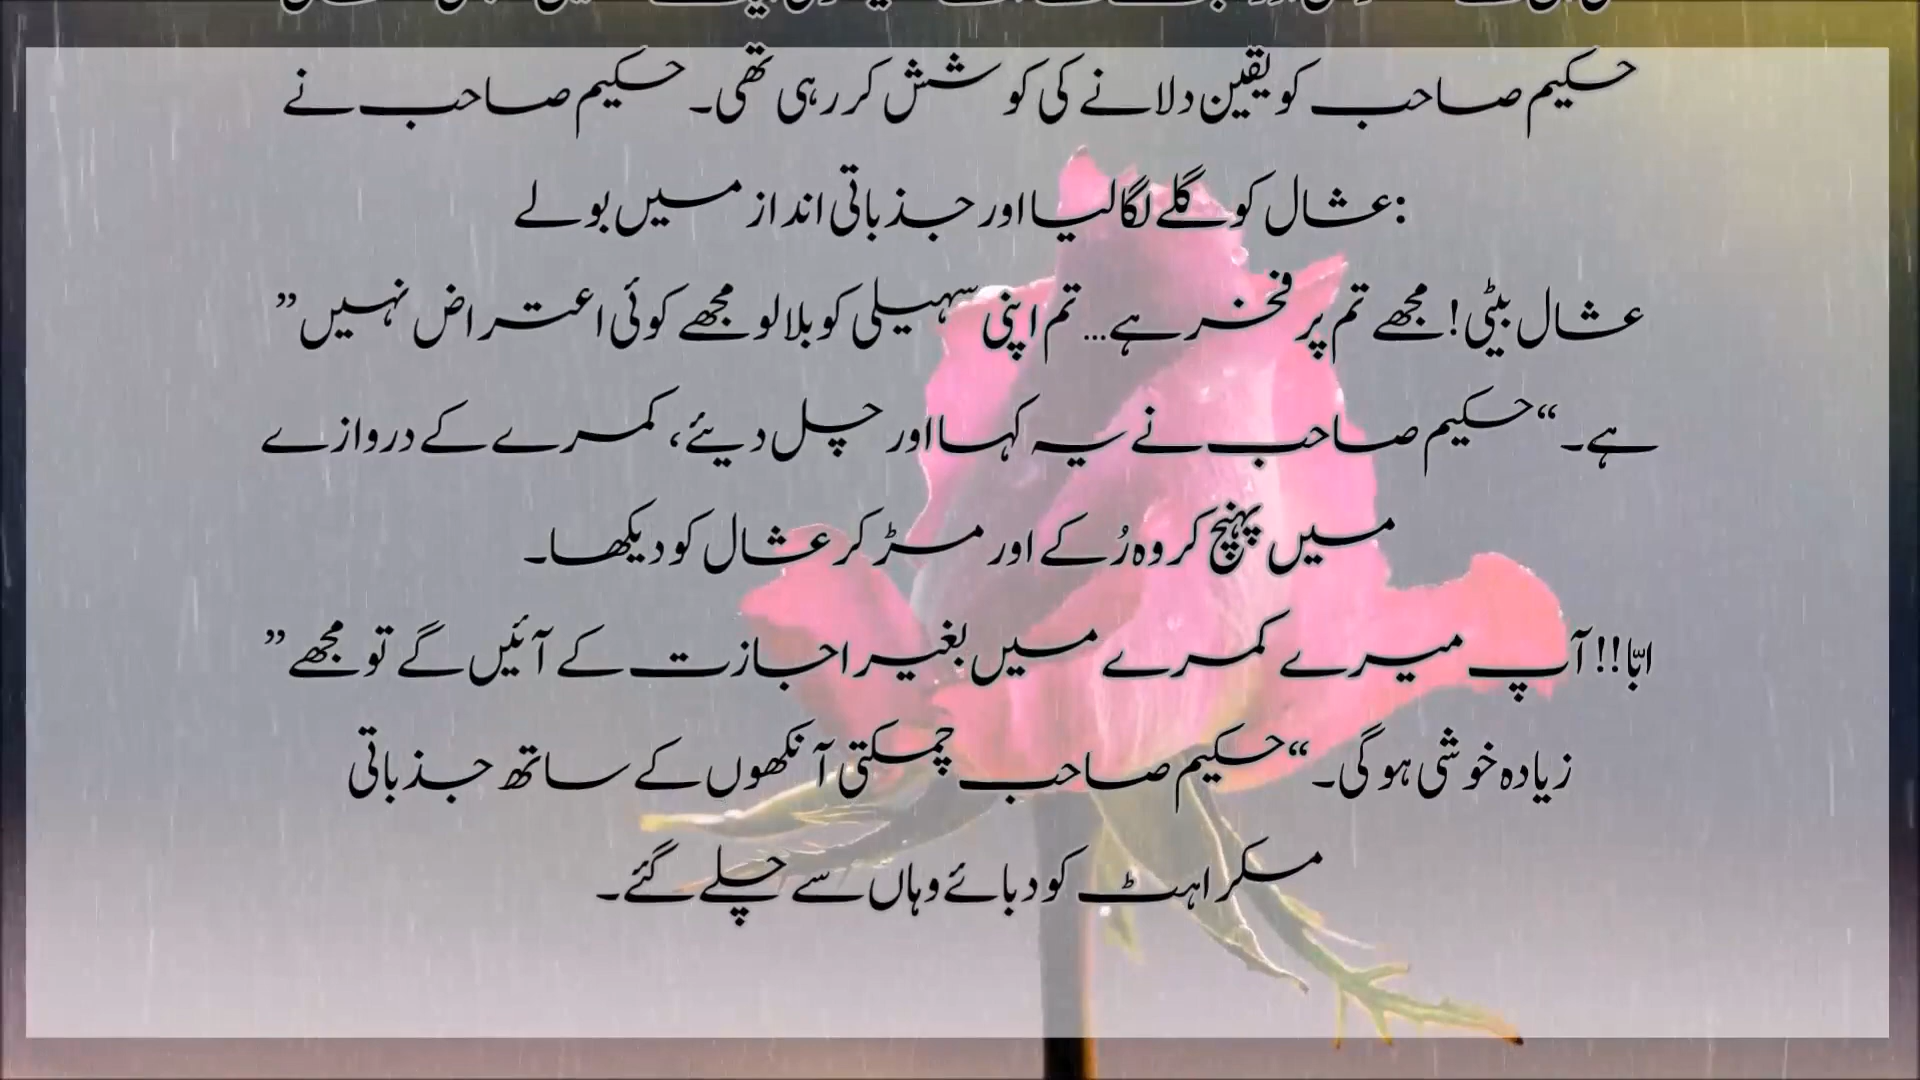 حکیم صاحب کو یقین دلانے کی کوشش کر رہی تھی۔ حکیم صاحب نے
عشال کو گلے لگا لیا اور جذباتی انداز میں بولے:
”عشال بیٹی! مجھے تم پر فخر ہے... تم اپنی سہیلی کو بلا لو مجھے کوئی اعتراض نہیں
ہے۔“ حکیم صاحب نے یہ کہا اور چل دیئے، کمرے کے دروازے
میں پہنچ کر وہ رُکے اور مڑ کر عشال کو دیکھا۔
”ابّا!! آپ میرے کمرے میں بغیر اجازت کے آئیں گے تو مجھے
زیادہ خوشی ہو گی۔“ حکیم صاحب چمکتی آنکھوں کے ساتھ جذباتی
مسکراہٹ کو دبائے وہاں سے چلے گئے۔